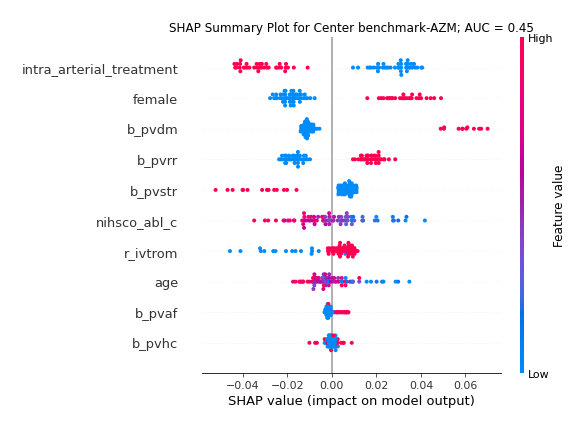 SHAP Summary Plot for Center benchmark-AZM; AUC = 0.45
High
intra_arterial_treatment
female
b_pvdm
b_pvrr
b_pvstr
nihsco_abl_c
r_ivtrom
age
b_pvaf
b_pvhc
Feature value
Low
−0.04 −0.02 0.00 0.02 0.04 0.06
SHAP value (impact on model output)